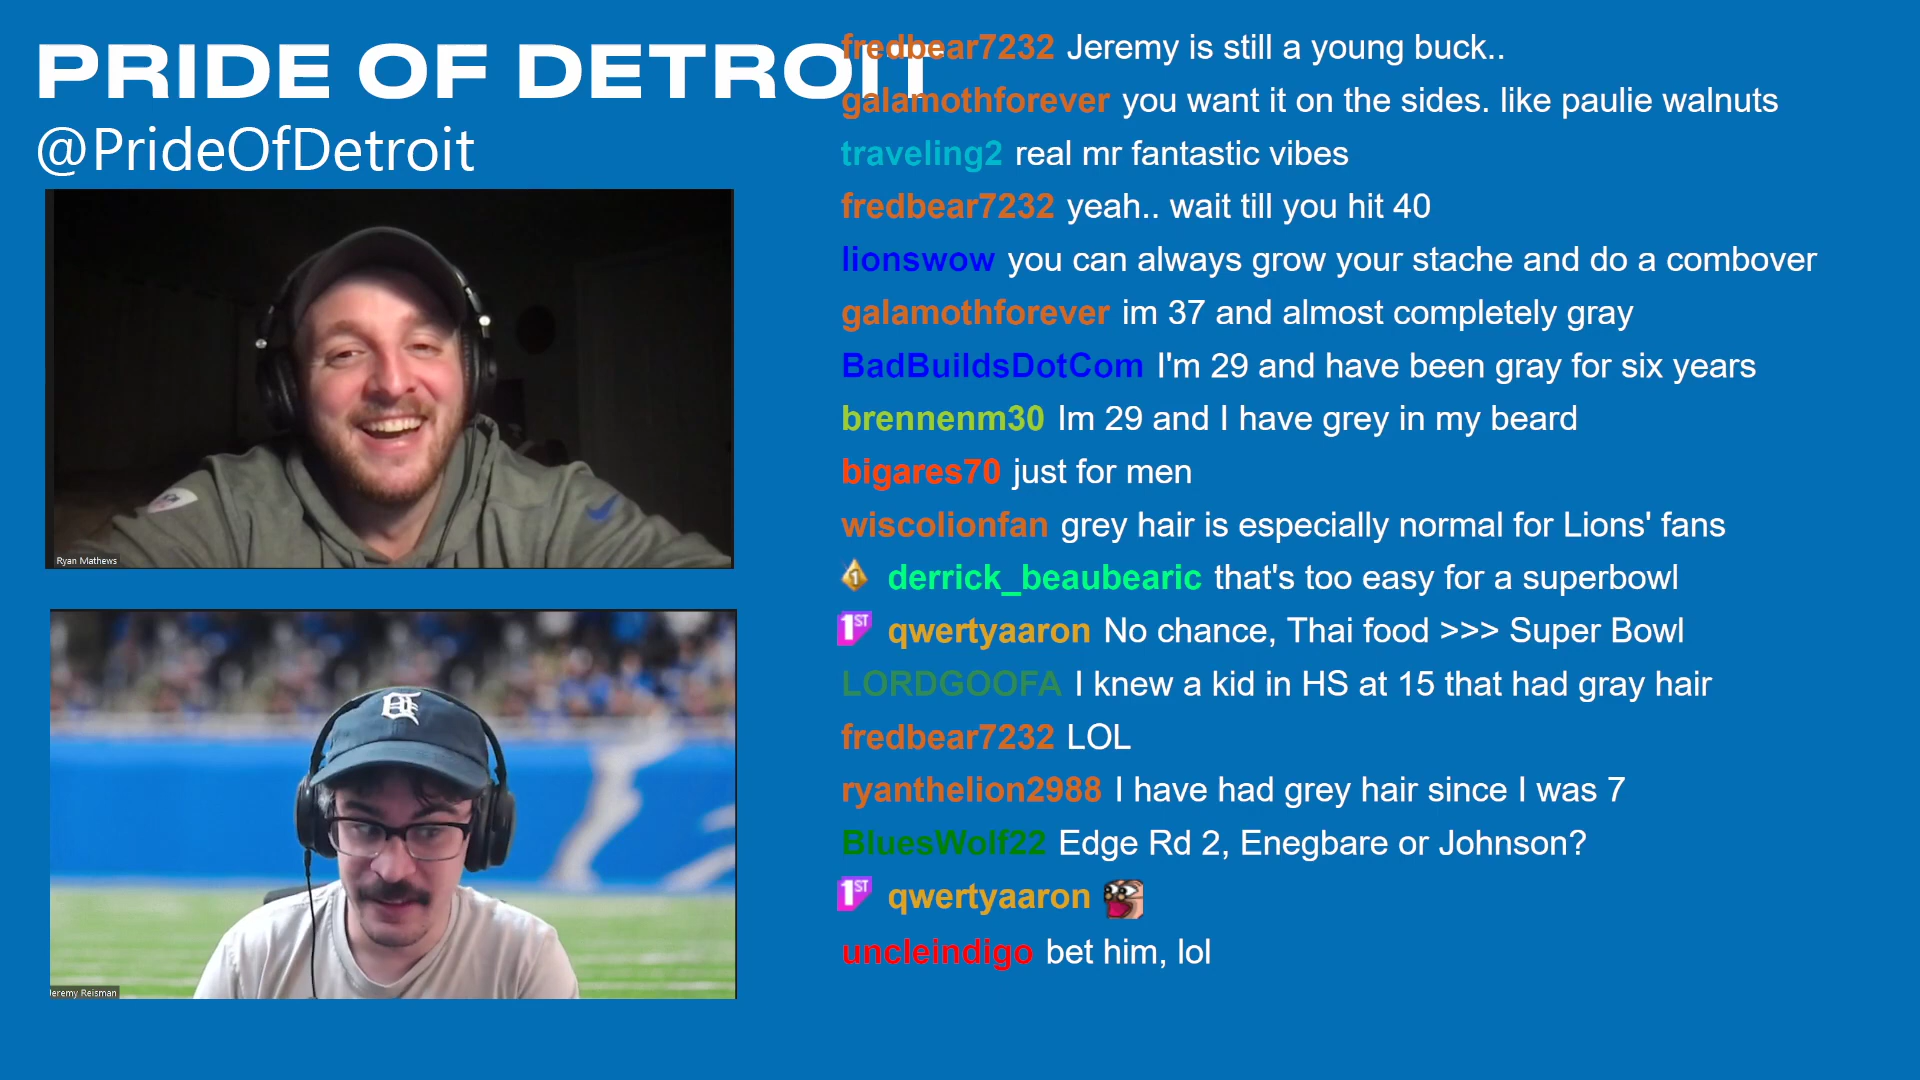 PRIDE OF DETROIT
@PrideOfDetroit
Ryan Mathews
Jeremy Reisman
fredbear7232 Jeremy is still a young buck..
galamothforever you want it on the sides. like paulie walnuts
traveling2 real mr fantastic vibes
fredbear7232 yeah.. wait till you hit 40
lionswow you can always grow your stache and do a combover
galamothforever im 37 and almost completely gray
BadBuildsDotCom I'm 29 and have been gray for six years
brennenm30 Im 29 and I have grey in my beard
bigares70 just for men
wiscolionfan grey hair is especially normal for Lions' fans
1 derrick_beaubearic that's too easy for a superbowl
1ST qwertyaaron No chance, Thai food >>> Super Bowl
LORDGOOFA I knew a kid in HS at 15 that had gray hair
fredbear7232 LOL
ryanthelion2988 I have had grey hair since I was 7
BluesWolf22 Edge Rd 2, Enegbare or Johnson?
1ST qwertyaaron
uncleindigo bet him, lol